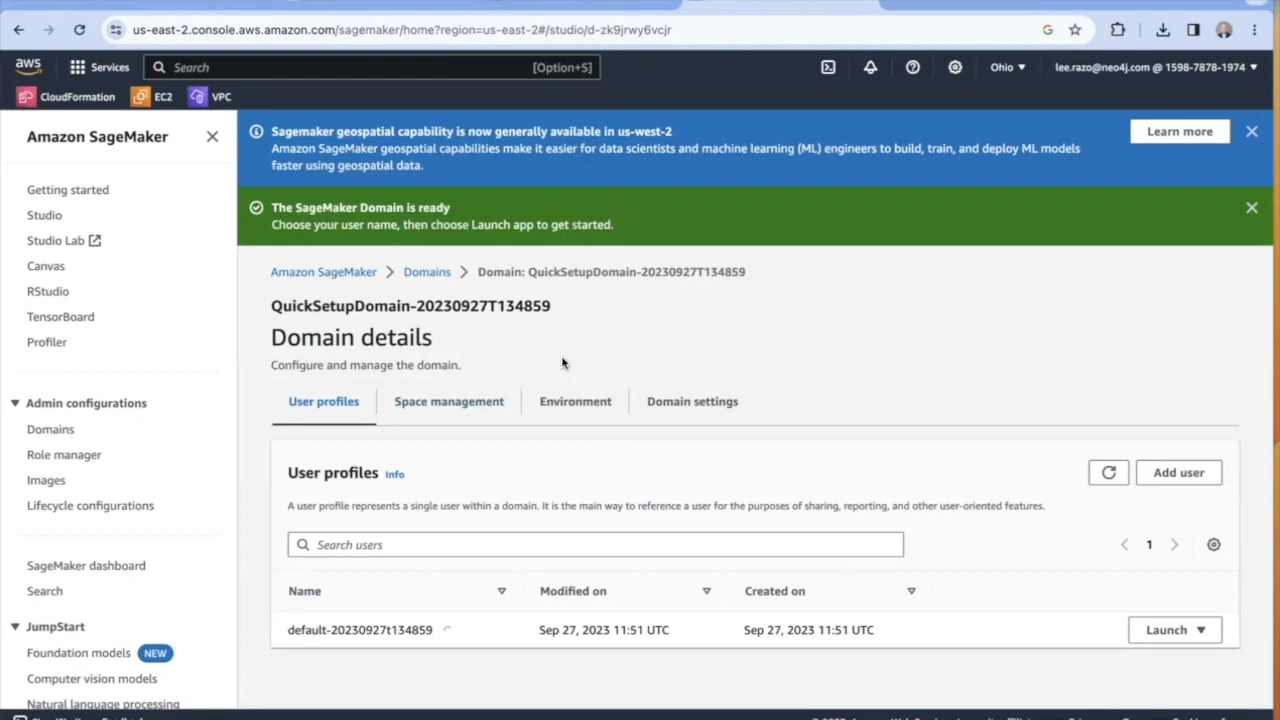 us-east-2.console.aws.amazon.com/sagemaker/home?region=us-east-2#/studio/d-zk9jrwy6vcjr
aws
Services
Search
[Option+S]
Ohio
lee.razo@neo4j.com @ 1598-7878-1974
CloudFormation
EC2
VPC
Amazon SageMaker
Getting started
Studio
Studio Lab
Canvas
RStudio
TensorBoard
Profiler
Admin configurations
Domains
Role manager
Images
Lifecycle configurations
SageMaker dashboard
Search
JumpStart
Foundation models NEW
Computer vision models
Natural language processing
Sagemaker geospatial capability is now generally available in us-west-2
Amazon SageMaker geospatial capabilities make it easier for data scientists and machine learning (ML) engineers to build, train, and deploy ML models
faster using geospatial data.
Learn more
The SageMaker Domain is ready
Choose your user name, then choose Launch app to get started.
Amazon SageMaker > Domains > Domain: QuickSetupDomain-20230927T134859
QuickSetupDomain-20230927T134859
Domain details
Configure and manage the domain.
User profiles
Space management
Environment
Domain settings
User profiles Info
Add user
A user profile represents a single user within a domain. It is the main way to reference a user for the purposes of sharing, reporting, and other user-oriented features.
Search users
1
Name
Modified on
Created on
default-20230927t134859
Sep 27, 2023 11:51 UTC
Sep 27, 2023 11:51 UTC
Launch